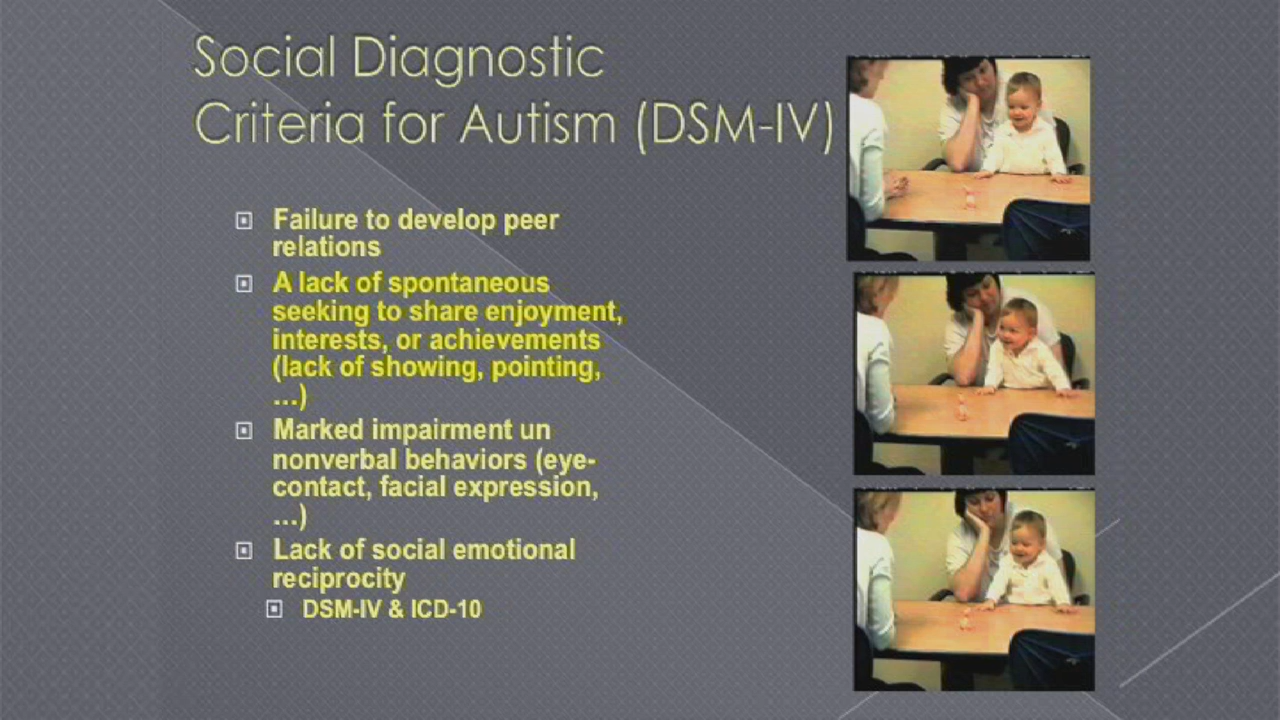 Social Diagnostic
Criteria for Autism (DSM-IV)
Failure to develop peer
relations
A lack of spontaneous
seeking to share enjoyment,
interests, or achievements
(lack of showing, pointing,
...)
Marked impairment un
nonverbal behaviors (eye-
contact, facial expression,
...)
Lack of social emotional
reciprocity
DSM-IV & ICD-10